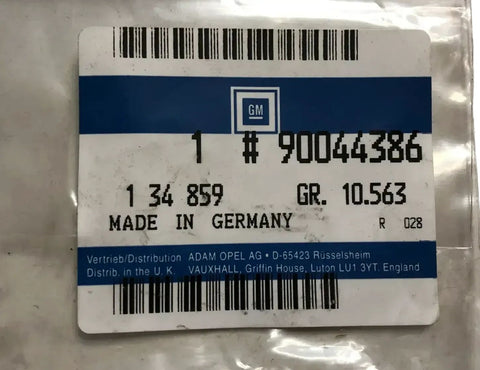 GM
1 # 90044386
1 34 859 GR. 10.563
MADE IN GERMANY R 028
Vertrieb/Distribution ADAM OPEL AG • D-65423 Rüsselsheim
Distrib. in the U. K. VAUXHALL, Griffin House, Luton LU1 3YT. England